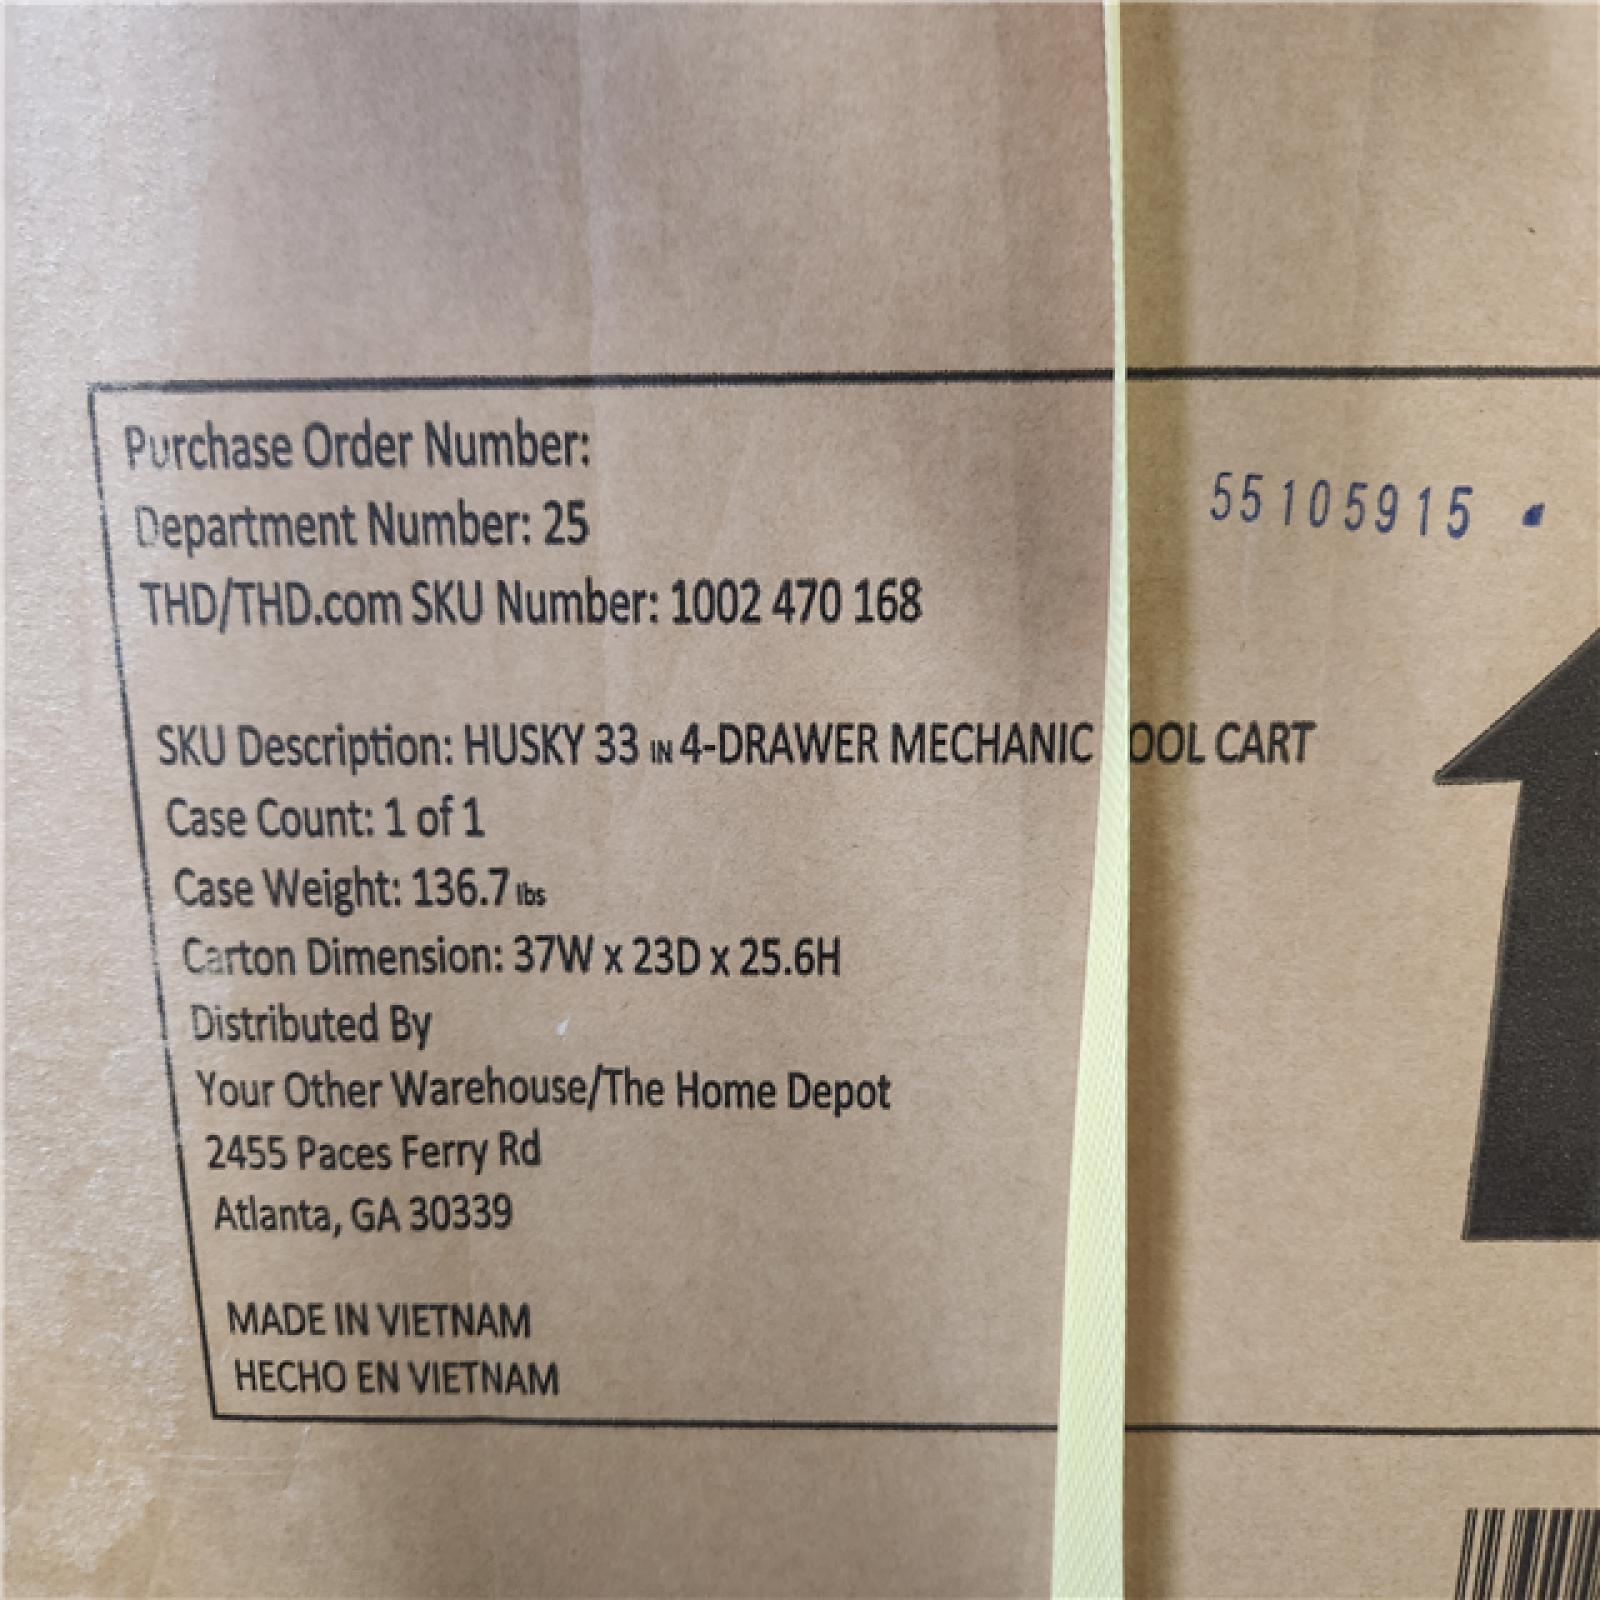 Purchase Order Number:
55105915
Department Number: 25
THD/THD.com SKU Number: 1002 470 168
SKU Description: HUSKY 33 IN 4-DRAWER MECHANIC OOL CART
Case Count: 1 of 1
Case Weight: 136.7 lbs
Carton Dimension: 37W x 23D x 25.6H
Distributed By
Your Other Warehouse/The Home Depot
2455 Paces Ferry Rd
Atlanta, GA 30339
MADE IN VIETNAM
HECHO EN VIETNAM